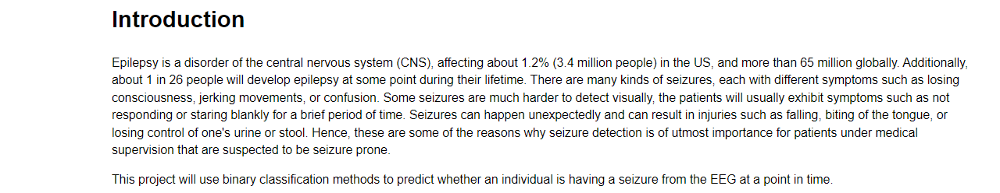 Introduction
Epilepsy is a disorder of the central nervous system (CNS), affecting about 1.2% (3.4 million people) in the US, and more than 65 million globally. Additionally,
about 1 in 26 people will develop epilepsy at some point during their lifetime. There are many kinds of seizures, each with different symptoms such as losing
consciousness, jerking movements, or confusion. Some seizures are much harder to detect visually, the patients will usually exhibit symptoms such as not
responding or staring blankly for a brief period of time. Seizures can happen unexpectedly and can result in injuries such as falling, biting of the tongue, or
losing control of one's urine or stool. Hence, these are some of the reasons why seizure detection is of utmost importance for patients under medical
supervision that are suspected to be seizure prone.
This project will use binary classification methods to predict whether an individual is having a seizure from the EEG at a point in time.